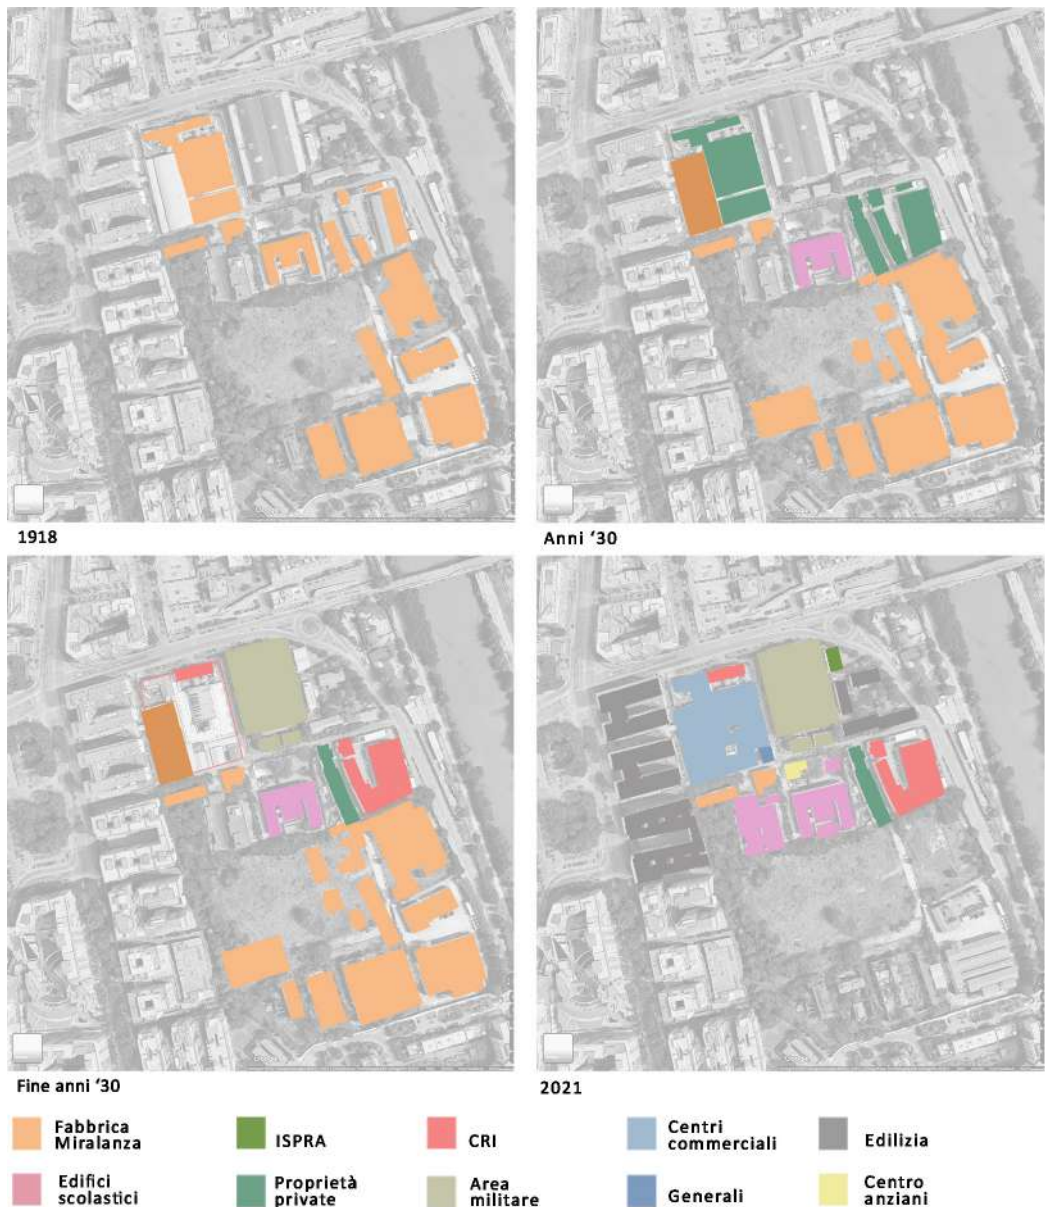 1918
Anni ‘30
Fine anni ‘30
2021
Fabbrica
Miralanza
ISPRA
CRI
Centri
commerciali
Edilizia
Edifici
scolastici
Proprietà
private
Area
militare
Generali
Centro
anziani